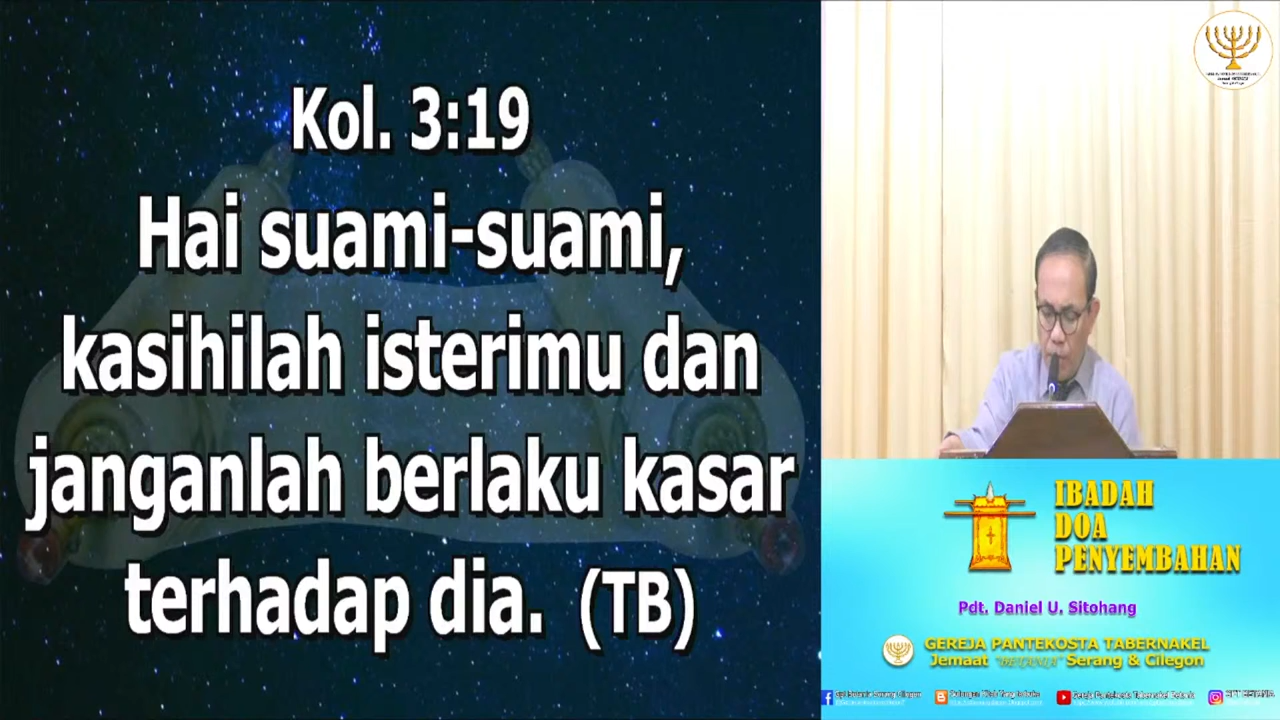 Kol. 3:19
Hai suami-suami,
kasihilah isterimu dan
janganlah berlaku kasar
terhadap dia. (TB)
IBADAH
DOA
PENYEMBAHAN
Pdt. Daniel U. Sitohang
GEREJA PANTEKOSTA TABERNAKEL
Jemaat "BETANIA" Serang & Cilegon